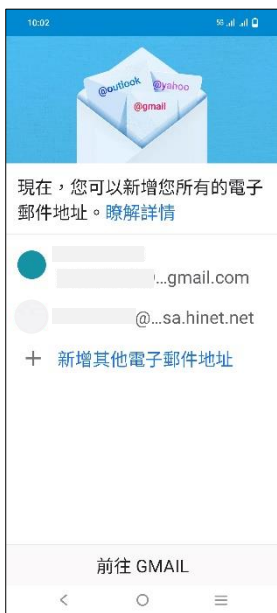 10:02
5G
@outlook
@yahoo
@gmail
現在，您可以新增您所有的電子
郵件地址。瞭解詳情
...gmail.com
@...sa.hinet.net
+ 新增其他電子郵件地址
前往 GMAIL